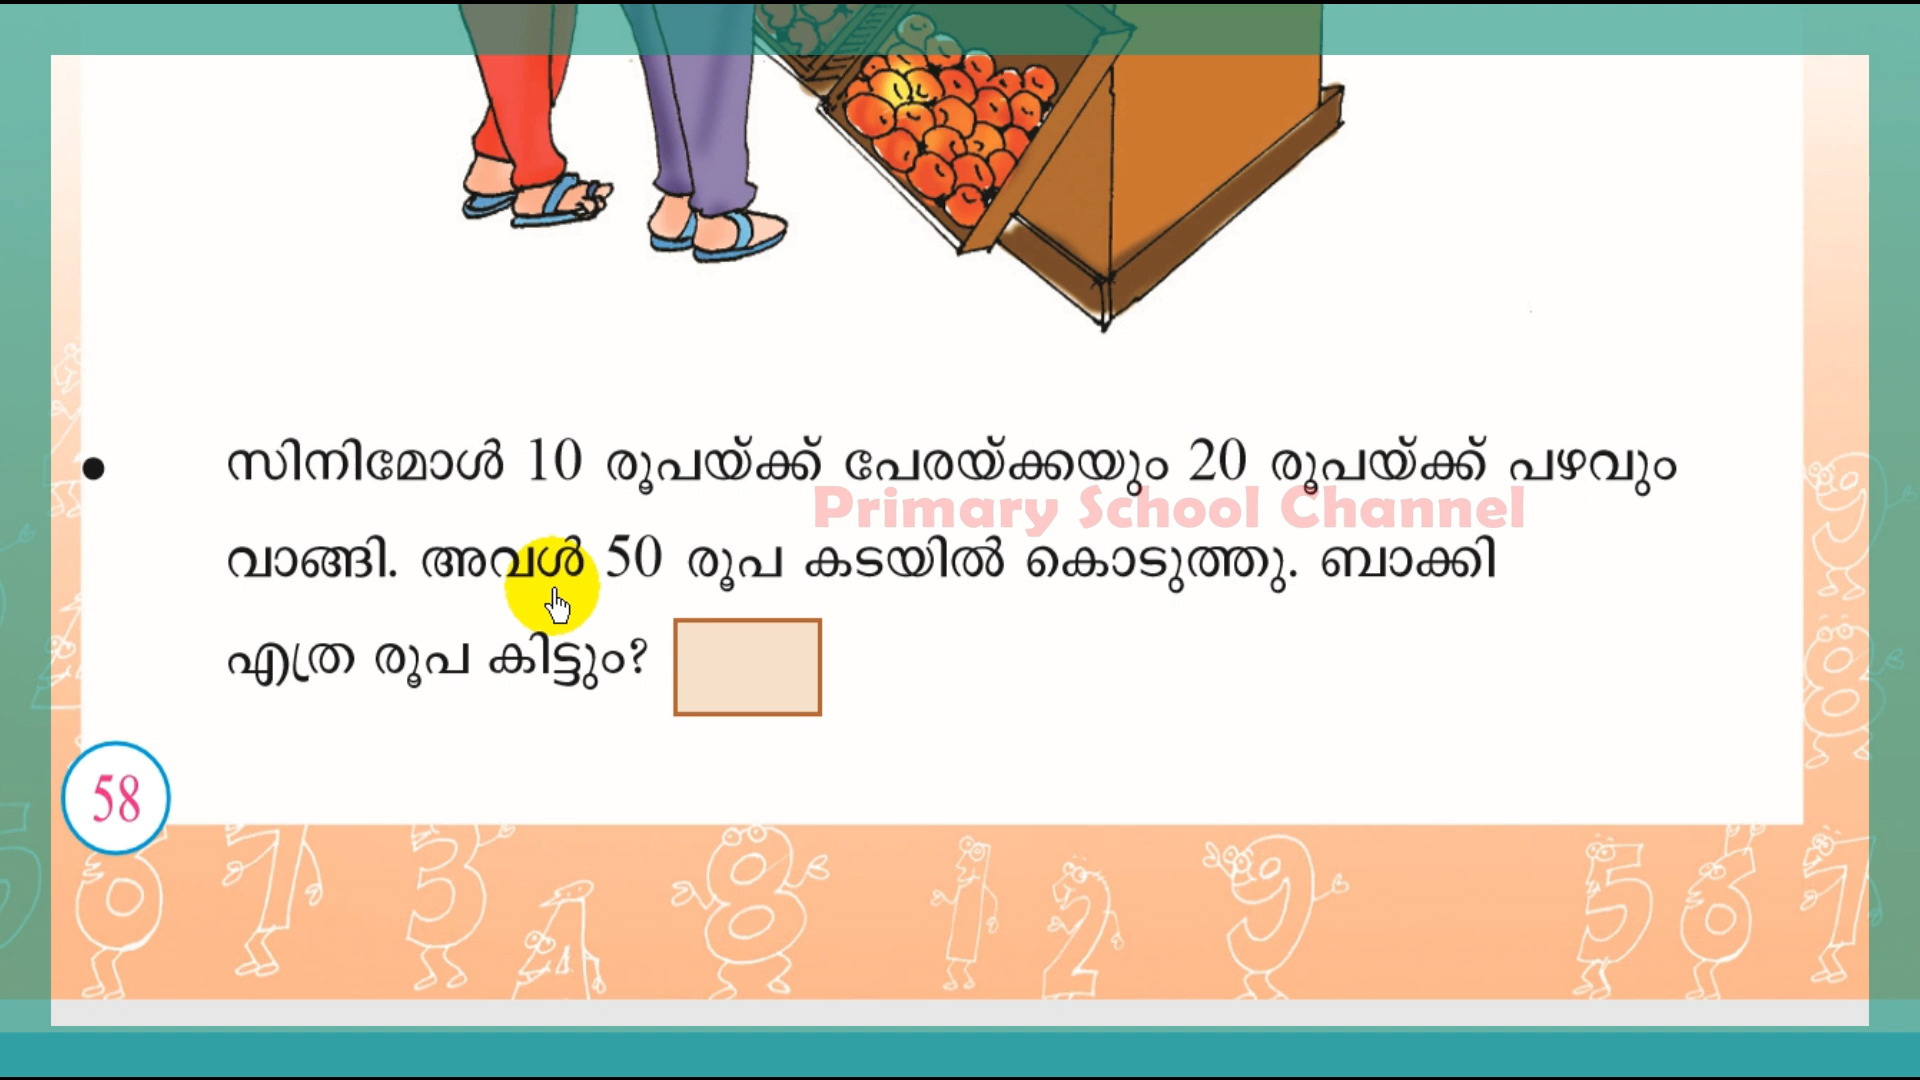 സിനിമോൾ 10 രൂപയ്ക്ക് പേരയ്ക്കയും 20 രൂപയ്ക്ക് പഴവും
Primary School Channel
വാങ്ങി. അവൾ 50 രൂപ കടയിൽ കൊടുത്തു. ബാക്കി
എത്ര രൂപ കിട്ടും?
58